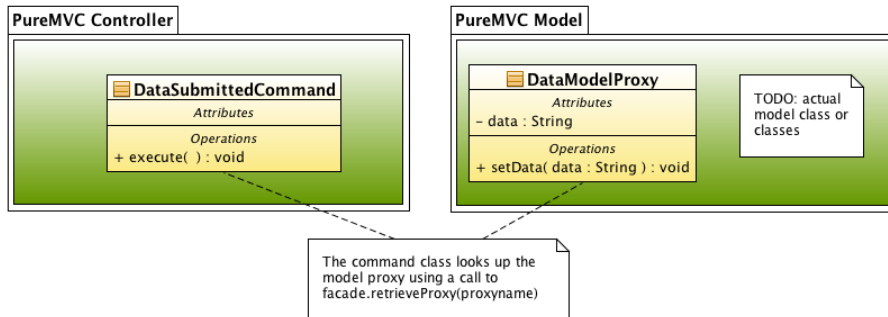 PureMVC Controller
DataSubmittedCommand
Attributes
Operations
+ execute( ) : void
PureMVC Model
DataModelProxy
Attributes
- data : String
Operations
+ setData( data : String ) : void
TODO: actual
model class or
classes
The command class looks up the
model proxy using a call to
facade.retrieveProxy(proxyname)